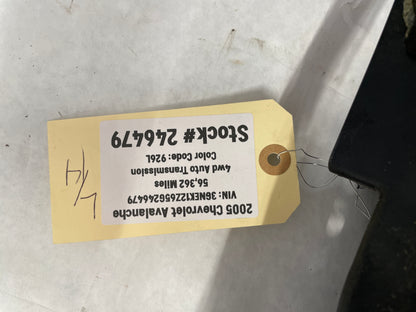 2005 Chevrolet Avalanche
VIN: 3GNEK12Z65G246479
56,362 Miles
4wd Auto Transmission
Color Code: 926L
Stock# 246479